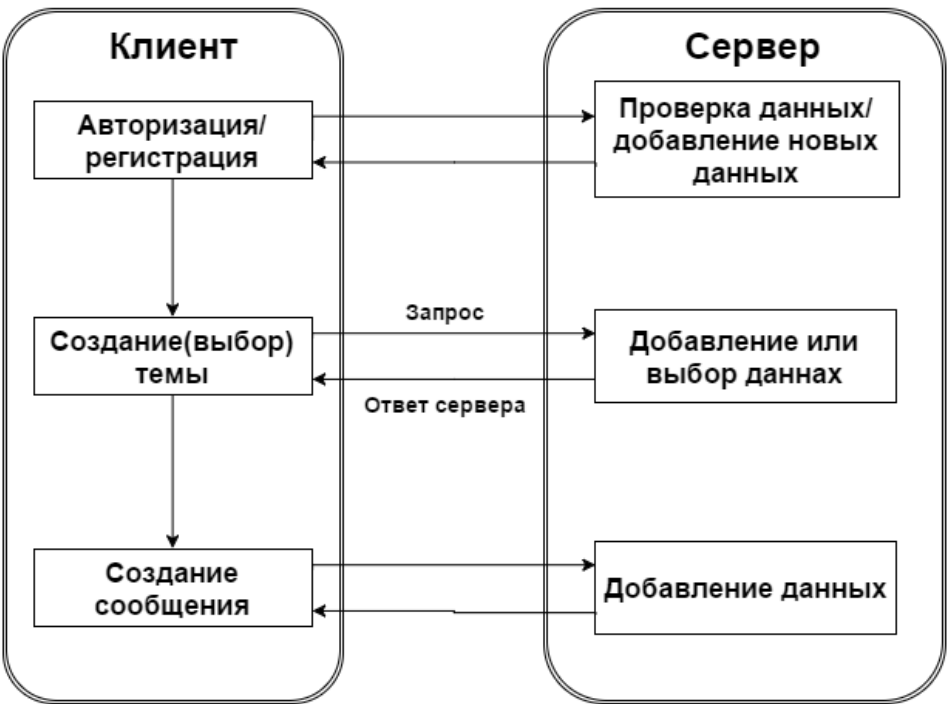 Клиент
Сервер
Авторизация/
регистрация
Проверка данных/
добавление новых
данных
Создание(выбор)
темы
Запрос
Ответ сервера
Добавление или
выбор даннах
Создание
сообщения
Добавление данных